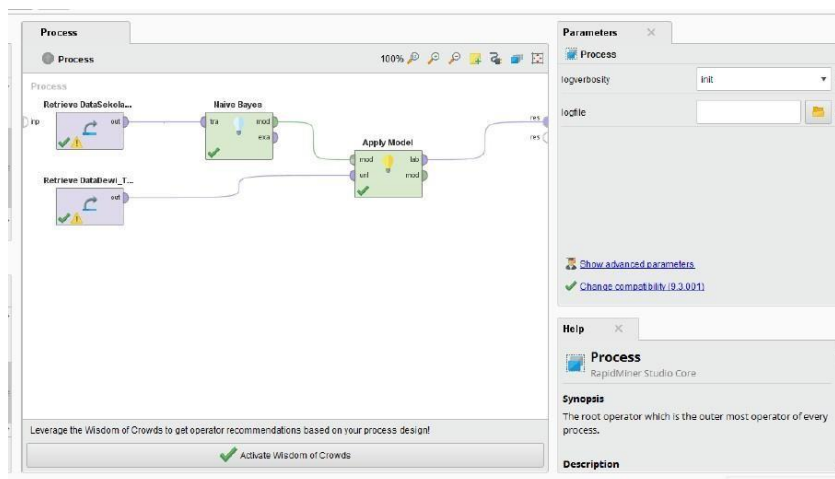 Process
Process
100%
Process
Retrieve DataSekola...
inp
out
Naive Bayes
tra
mod
exa
Apply Model
mod
lab
unl
mod
res
res
Retrieve DataDewi_T...
out
Leverage the Wisdom of Crowds to get operator recommendations based on your process design!
Activate Wisdom of Crowds
Parameters
Process
logverbosity
init
logfile
Show advanced parameters
Change compatibility (9.3.001)
Help
Process
RapidMiner Studio Core
Synopsis
The root operator which is the outer most operator of every
process.
Description